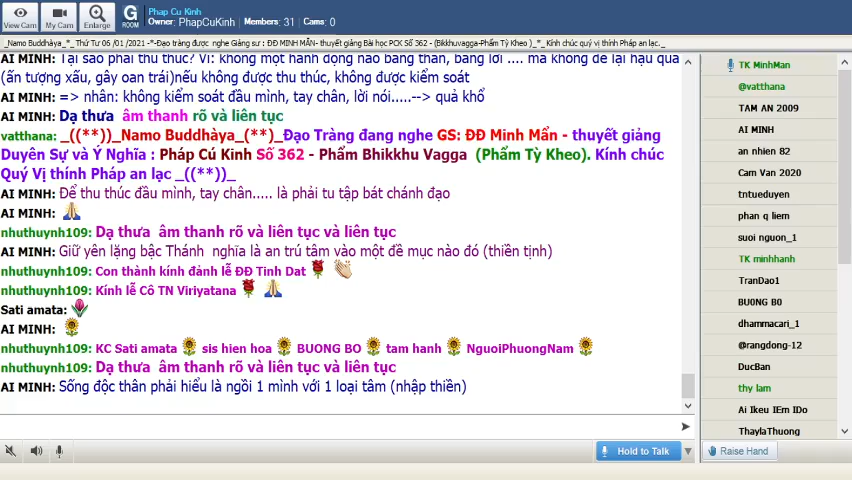 Phap Cu Kinh
Owner: PhapCuKinh | Members: 31 | Cams: 0
View Cam
My Cam
Enlarge
G
ROOM
_Namo Buddhàya_*_ Thứ Tư 06 /01 /2021 -*-Đạo tràng được nghe Giảng sư : ĐĐ MINH MẪN- thuyết giảng Bài học PCK Số 362 - (Bikkhuvagga-Phẩm Tỳ Kheo )_*_ Kính chúc quý vị thính Pháp an lạc._
AI MINH: Tại sao phải thu thúc? Vì: không một hành động nào bằng thân, bằng lời .... mà không để lại hậu quả
(ấn tượng xấu, gây oan trái)nếu không được thu thúc, không được kiểm soát
AI MINH: => nhân: không kiểm soát đầu mình, tay chân, lời nói.....--> quả khổ
AI MINH: Dạ thưa âm thanh rõ và liên tục
vatthana: _((**))_Namo Buddhàya_(**)_Đạo Tràng đang nghe GS: ĐĐ Minh Mẩn - thuyết giảng
Duyên Sự và Ý Nghĩa : Pháp Cú Kinh Số 362 - Phẩm Bhikkhu Vagga (Phẩm Tỳ Kheo). Kính chúc
Quý Vị thính Pháp an lạc _((**))_
AI MINH: Để thu thúc đầu mình, tay chân..... là phải tu tập bát chánh đạo
AI MINH: 🙏
nhuthuynh109: Dạ thưa âm thanh rõ và liên tục và liên tục
AI MINH: Giữ yên lặng bậc Thánh nghĩa là an trú tâm vào một đề mục nào đó (thiền tịnh)
nhuthuynh109: Con thành kính đảnh lễ ĐĐ Tinh Dat 🌹 👏
nhuthuynh109: Kính lễ Cô TN Viriyatana 🌹 🙏
Sati amata: 🌷
AI MINH: 🌻
nhuthuynh109: KC Sati amata 🌻 sis hien hoa 🌻 BUONG BO 🌻 tam hanh 🌻 NguoiPhuongNam 🌻
nhuthuynh109: Dạ thưa âm thanh rõ và liên tục và liên tục
AI MINH: Sống độc thân phải hiểu là ngồi 1 mình với 1 loại tâm (nhập thiền)
TK MinhMan
@vatthana
TAM AN 2009
AI MINH
an nhien 82
Cam Van 2020
tntueduyen
phan q liem
suoi nguon_1
TK minhhanh
TranDao1
BU0NG B0
dhammacari_1
@rangdong-12
DucBan
thy lam
Ai Ikeu IEm IDo
ThaylaThuong
Hold to Talk
Raise Hand